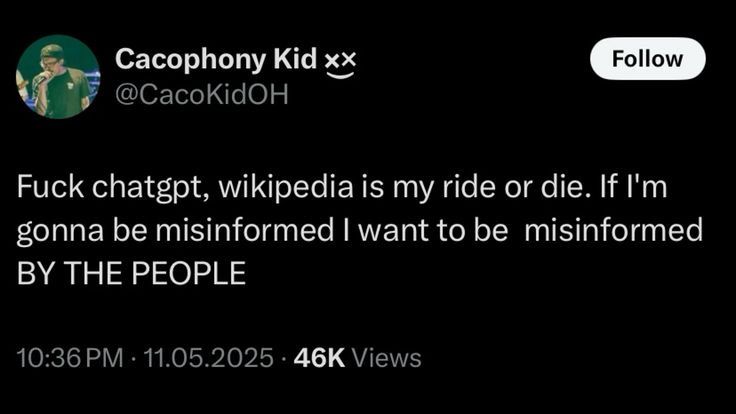 Cacophony Kid
Follow
@CacoKidOH
Fuck chatgpt, wikipedia is my ride or die. If I'm
gonna be misinformed I want to be  misinformed
BY THE PEOPLE
10:36 PM · 11.05.2025 · 46K Views